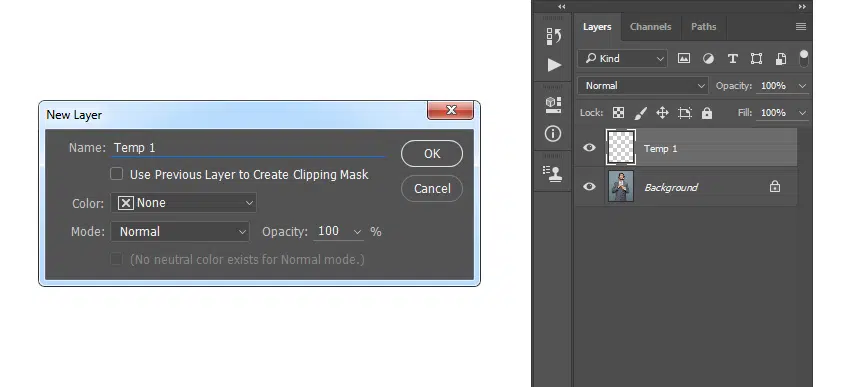 New Layer
Name: Temp 1
OK
Use Previous Layer to Create Clipping Mask
Cancel
Color: None
Mode: Normal Opacity: 100 %
(No neutral color exists for Normal mode.)
Layers Channels Paths
Kind
Normal Opacity: 100%
Lock: Fill: 100%
Temp 1
Background